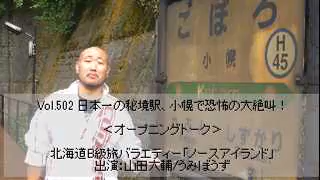 こぼろ
小幌
H
45
Vol.502 日本一の秘境駅、小幌で恐怖の大絶叫!
<オープニングトーク>
北海道B級旅バラエティー「ノースアイランド」
出演:山田大輔/うみぼうず